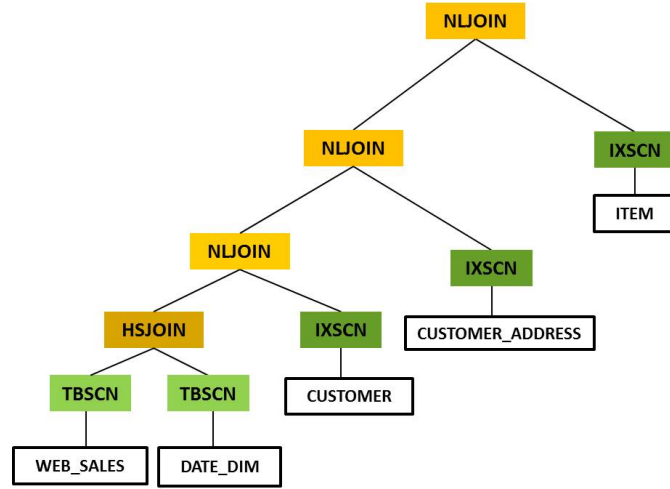 NLJOIN
NLJOIN
IXSCN
ITEM
NLJOIN
IXSCN
CUSTOMER_ADDRESS
HSJOIN
IXSCN
CUSTOMER
TBSCN
TBSCN
WEB_SALES
DATE_DIM